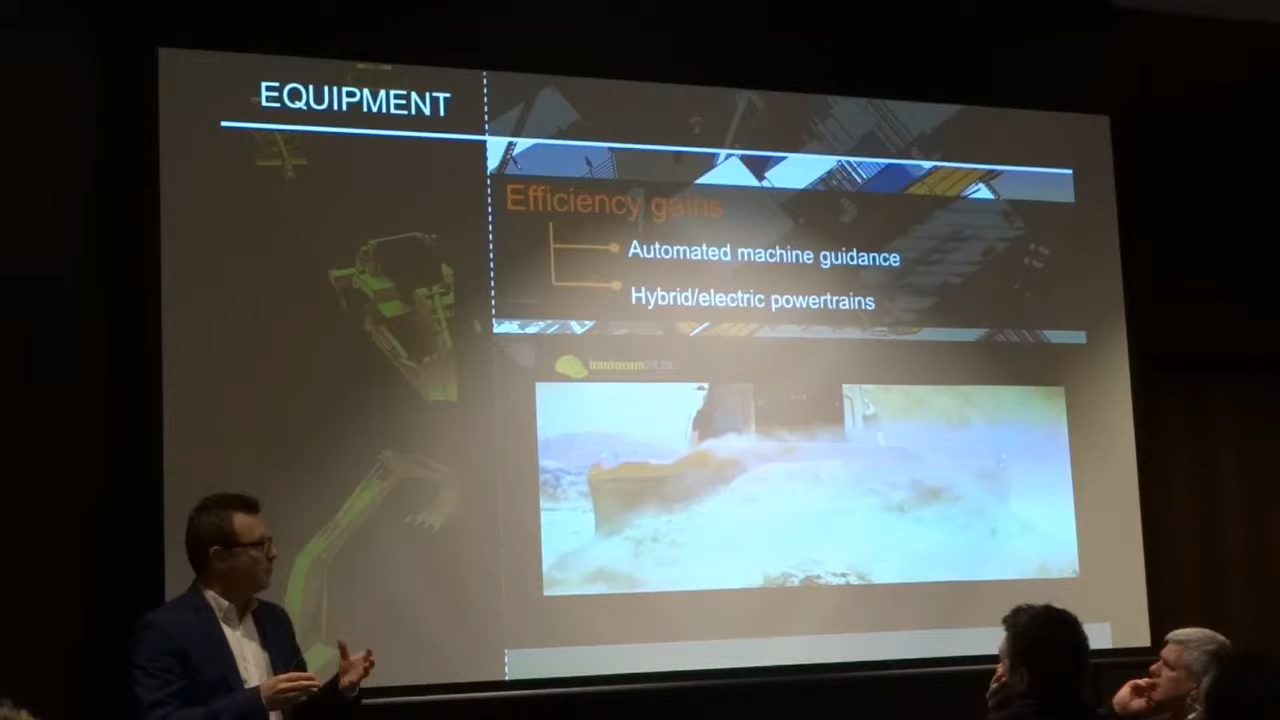 EQUIPMENT
Efficiency gains
Automated machine guidance
Hybrid/electric powertrains